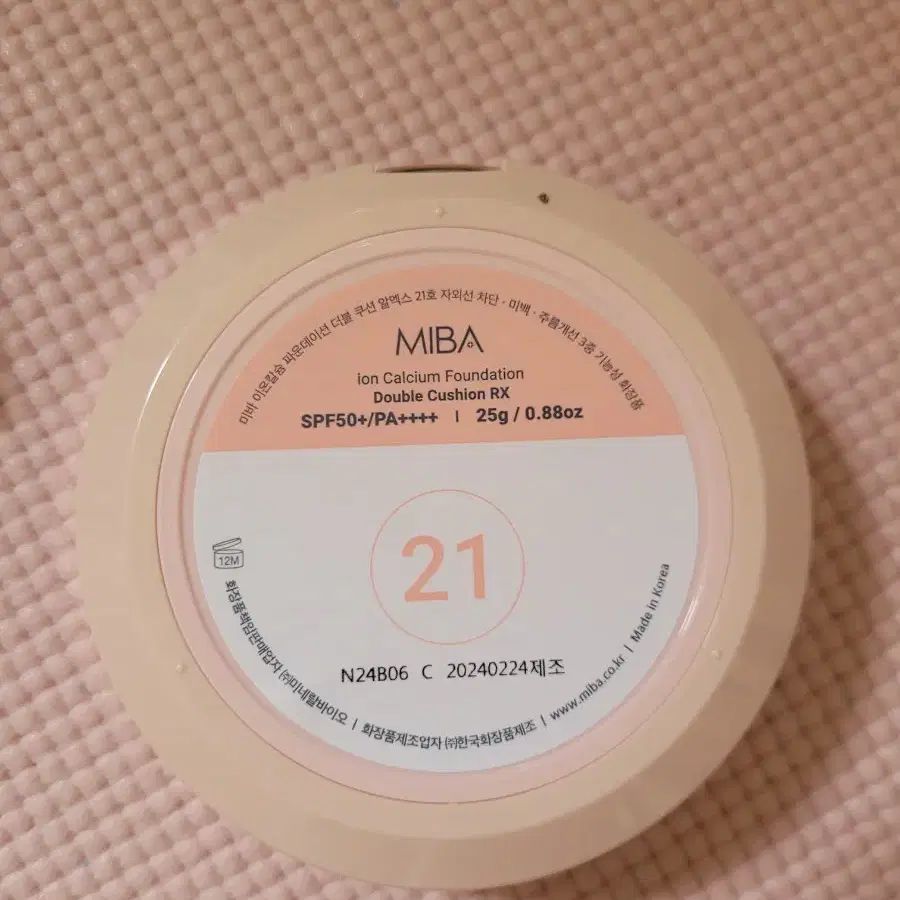 미바 이온칼슘 파운데이션 더블 쿠션 알엑스 21호 자외선 차단 · 미백 · 주름개선 3중 기능성 화장품
MIBA
ion Calcium Foundation
Double Cushion RX
SPF50+/PA++++ | 25g / 0.88oz
21
12M
N24B06 C 20240224제조
화장품책임판매업자 ㈜미네랄바이오 | 화장품제조업자 ㈜한국화장품제조 | www.miba.co.kr | Made in Korea